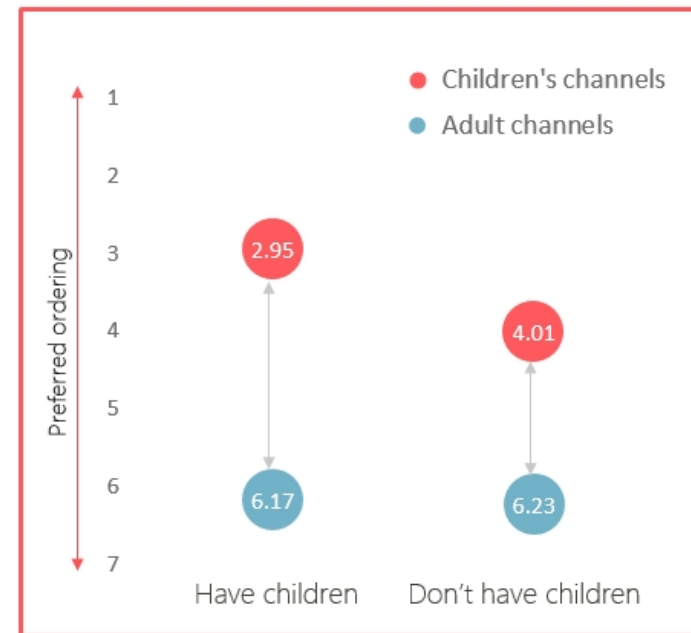 Children's channels
Adult channels
Preferred ordering
1
2
3
4
5
6
7
2.95
4.01
6.17
6.23
Have children
Don't have children